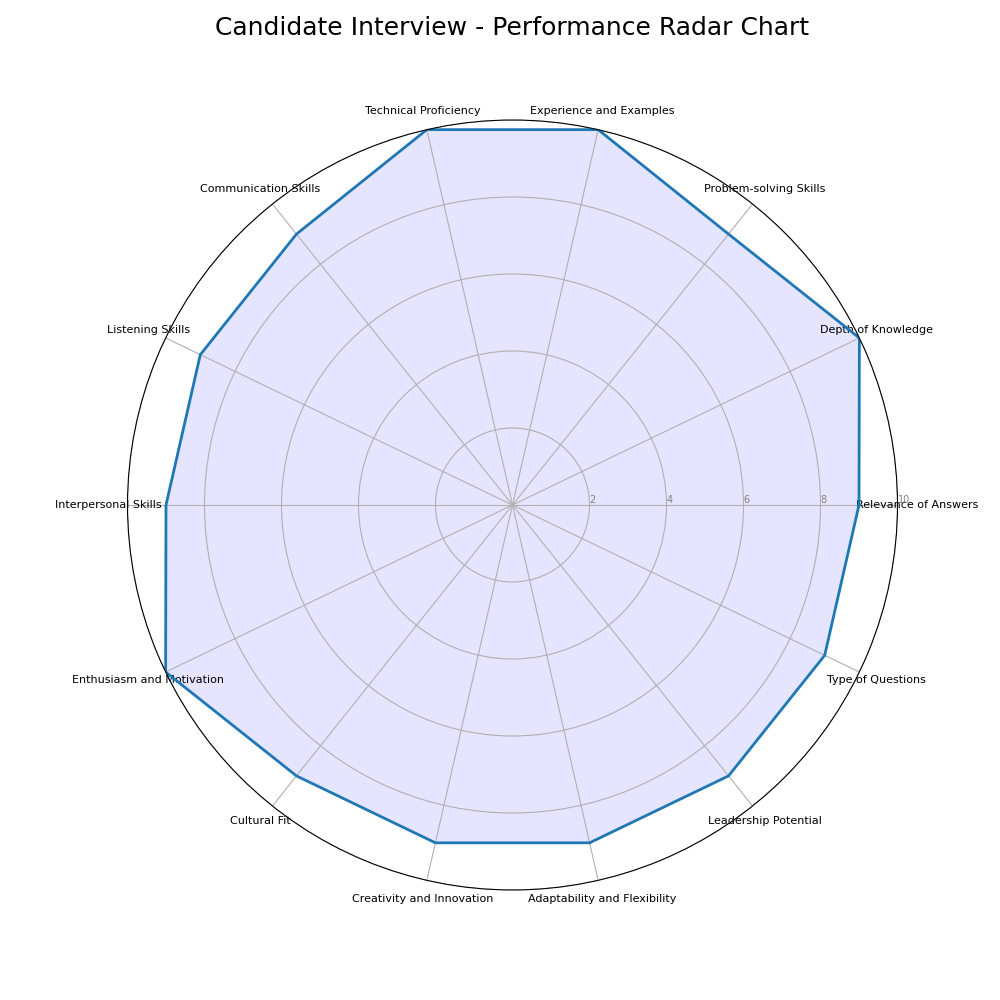 Candidate Interview - Performance Radar Chart
Technical Proficiency
Experience and Examples
Communication Skills
Problem-solving Skills
Listening Skills
Depth of Knowledge
Interpersonal Skills
2
4
6
8
10
Relevance of Answers
Enthusiasm and Motivation
Type of Questions
Cultural Fit
Leadership Potential
Creativity and Innovation
Adaptability and Flexibility